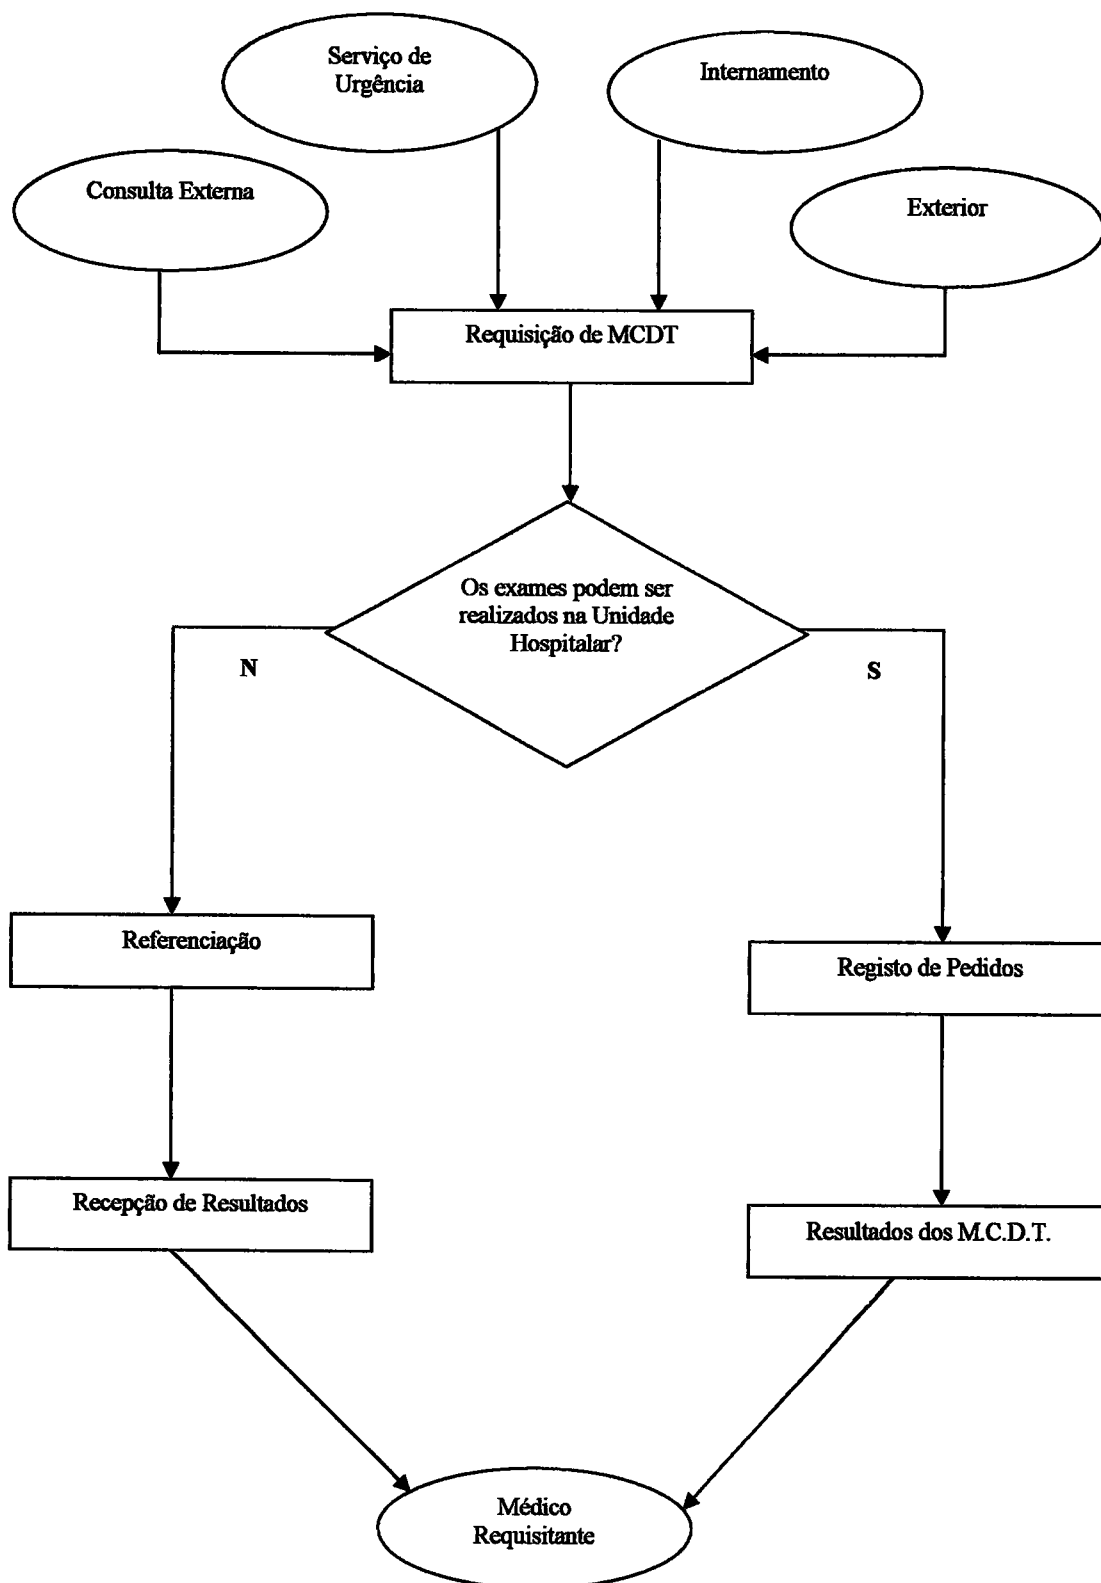 Serviço de
Urgência
Internamento
Consulta Externa
Exterior
Requisição de MCDT
Os exames podem ser
realizados na Unidade
Hospitalar?
N
S
Referenciação
Registo de Pedidos
Recepção de Resultados
Resultados dos M.C.D.T.
Médico
Requisitante